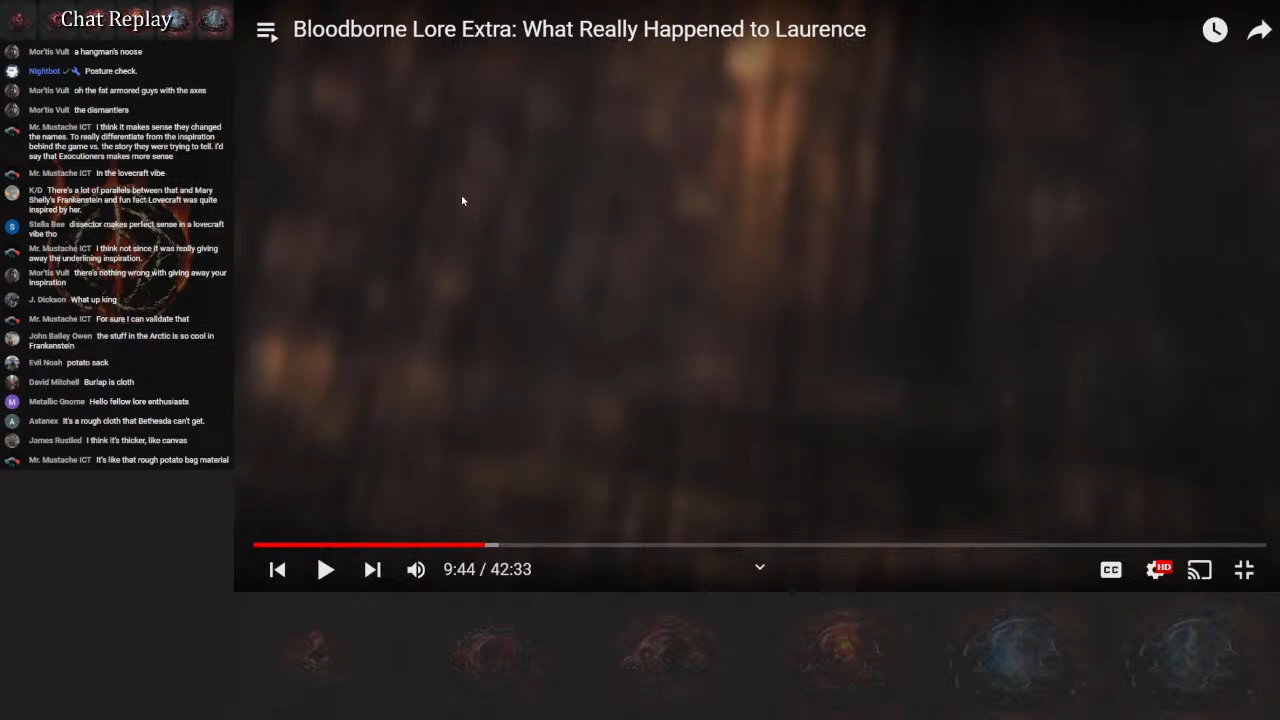 Chat Replay
Bloodborne Lore Extra: What Really Happened to Laurence
Mor'tis Vult a hangman's noose
Nightbot Posture check.
Mor'tis Vult oh the fat armored guys with the axes
Mor'tis Vult the dismantlers
Mr. Mustache ICT I think it makes sense they changed
the names. To really differentiate from the inspiration
behind the game vs. the story they were trying to tell. I'd
say that Exocutioners makes more sense
Mr. Mustache ICT In the lovecraft vibe
K/D There's a lot of parallels between that and Mary
Shelly's Frankenstein and fun fact Lovecraft was quite
inspired by her.
S
Stella Bee dissector makes perfect sense in a lovecraft
vibe tho
Mr. Mustache ICT I think not since it was really giving
away the underlining inspiration.
Mor'tis Vult there's nothing wrong with giving away your
inspiration
J. Dickson What up king
Mr. Mustache ICT For sure I can validate that
John Bailey Owen the stuff in the Arctic is so cool in
Frankenstein
Evil Noah potato sack
David Mitchell Burlap is cloth
M
Metallic Gnome Hello fellow lore enthusiasts
A
Astanex It's a rough cloth that Bethesda can't get.
James Rustled I think it's thicker, like canvas
Mr. Mustache ICT It's like that rough potato bag material
9:44 / 42:33
CC
HD